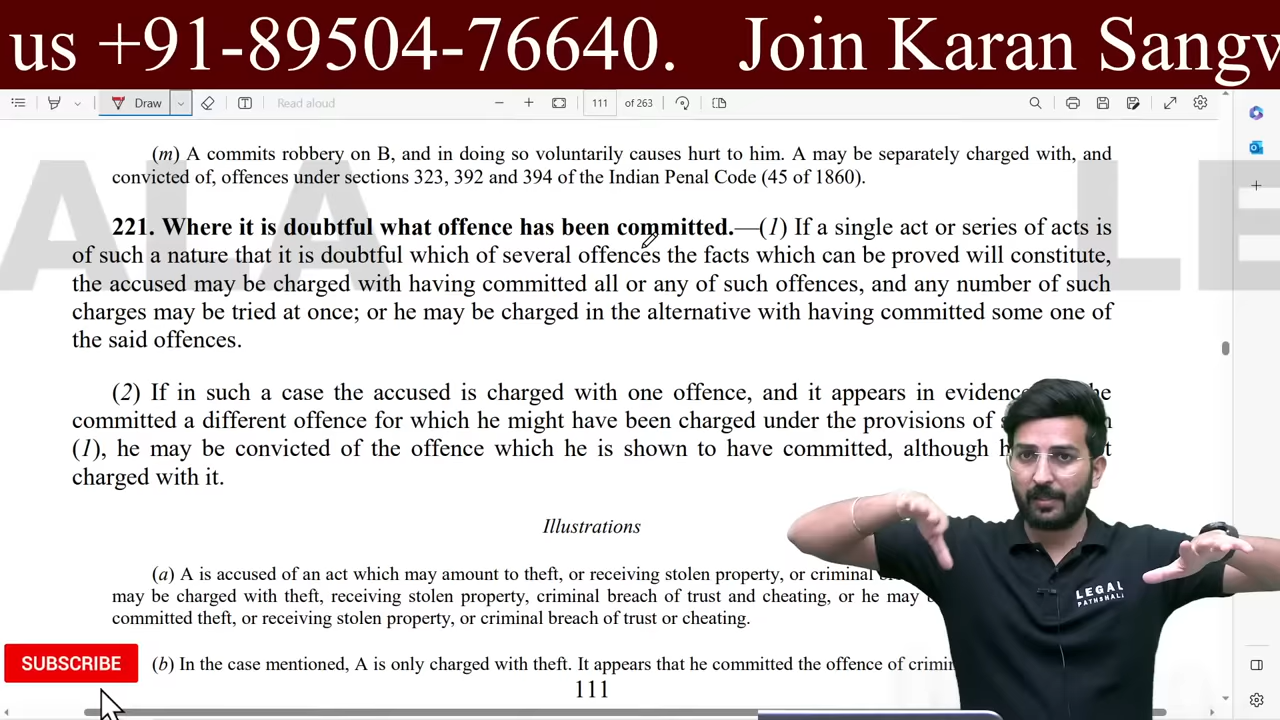 us +91-89504-76640. Join Karan Sangw
Draw
Read aloud
111 of 263
(m) A commits robbery on B, and in doing so voluntarily causes hurt to him. A may be separately charged with, and
convicted of, offences under sections 323, 392 and 394 of the Indian Penal Code (45 of 1860).
221. Where it is doubtful what offence has been committed.—(1) If a single act or series of acts is
of such a nature that it is doubtful which of several offences the facts which can be proved will constitute,
the accused may be charged with having committed all or any of such offences, and any number of such
charges may be tried at once; or he may be charged in the alternative with having committed some one of
the said offences.
(2) If in such a case the accused is charged with one offence, and it appears in evidence
committed a different offence for which he might have been charged under the provisions of
(1), he may be convicted of the offence which he is shown to have committed, although
charged with it.
Illustrations
(a) A is accused of an act which may amount to theft, or receiving stolen property, or criminal
may be charged with theft, receiving stolen property, criminal breach of trust and cheating, or he may
committed theft, or receiving stolen property, or criminal breach of trust or cheating.
(b) In the case mentioned, A is only charged with theft. It appears that he committed the offence of
111
SUBSCRIBE
LEGAL
PATHSHALA
ALA
LE